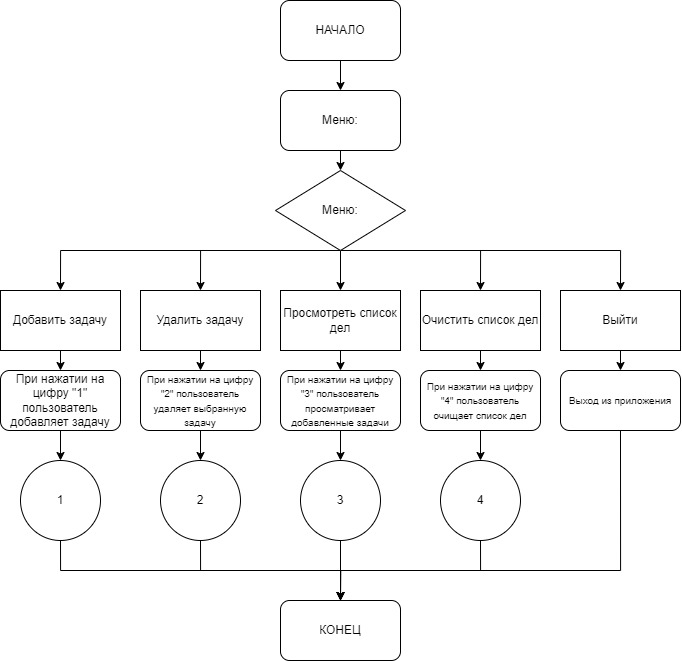 НАЧАЛО
Меню:
Меню:
Добавить задачу
Удалить задачу
Просмотреть список
дел
Очистить список дел
Выйти
При нажатии на
цифру "1"
пользователь
добавляет задачу
При нажатии на цифру
"2" пользователь
удаляет выбранную
задачу
При нажатии на цифру
"3" пользователь
просматривает
добавленные задачи
При нажатии на цифру
"4" пользователь
очищает список дел
Выход из приложения
1
2
3
4
КОНЕЦ